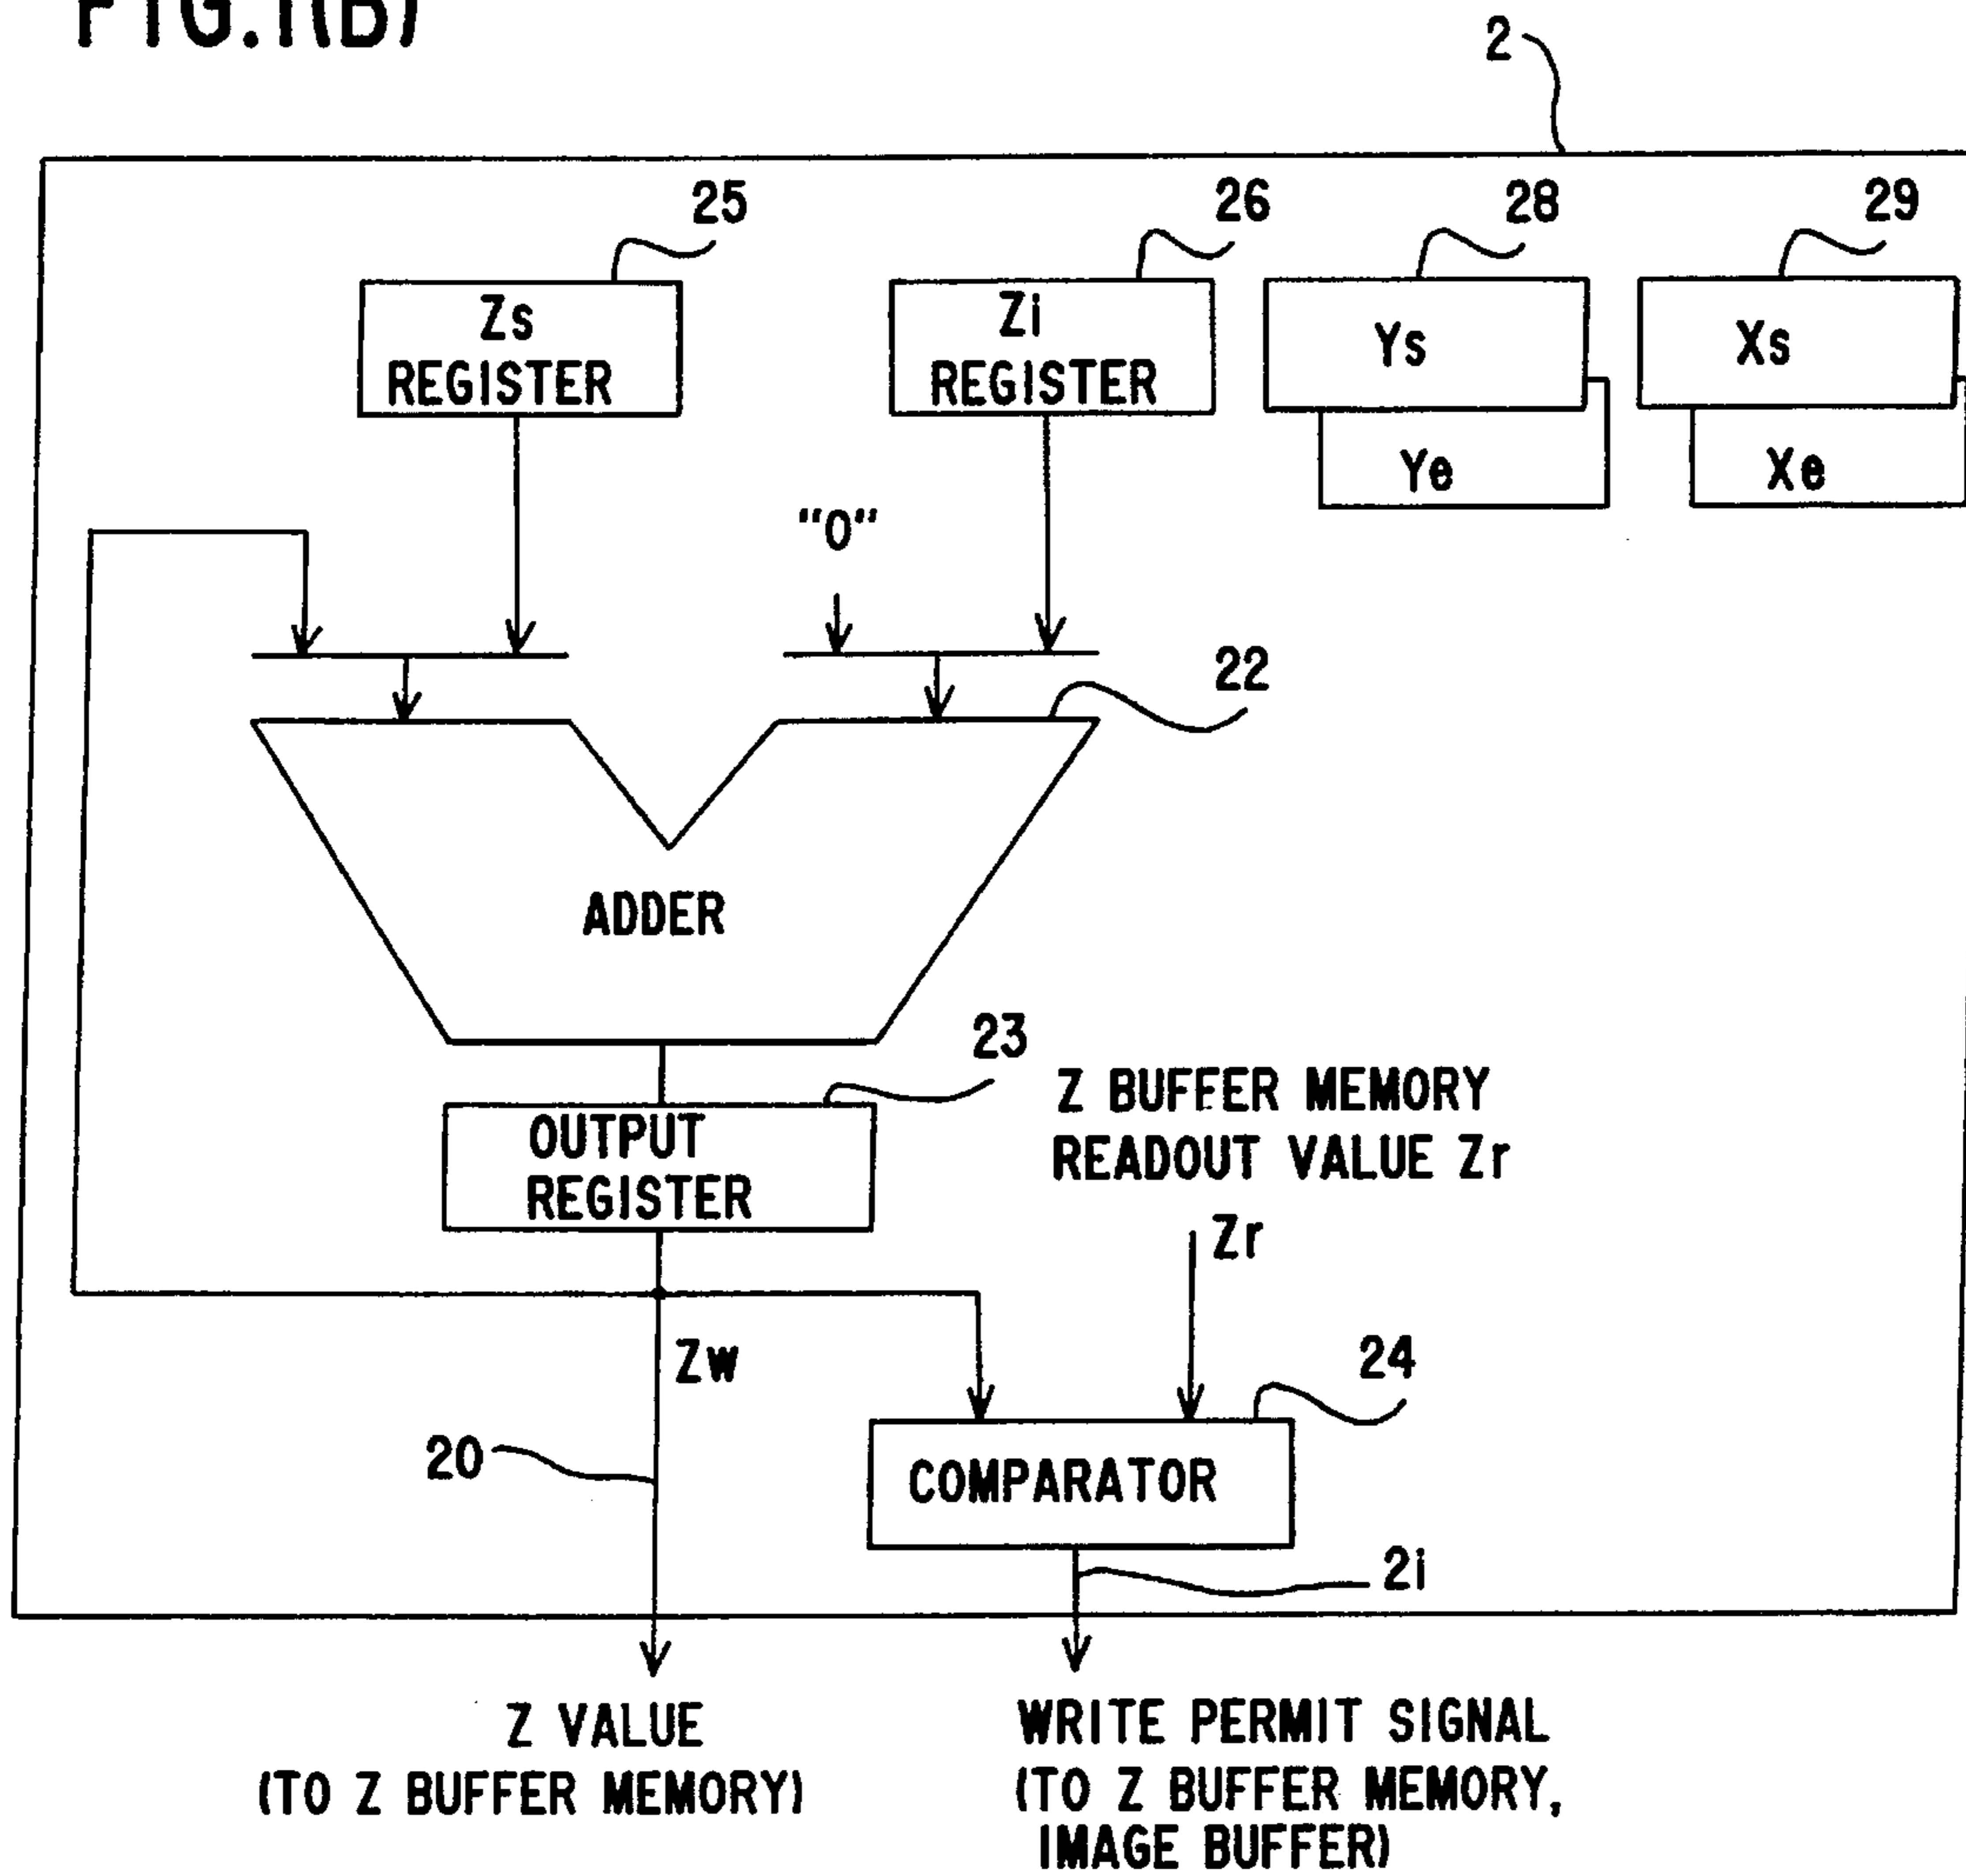 FIG.1(B)
2
25
26
28
29
Zs
REGISTER
Zi
REGISTER
Ys
Xs
Ye
Xe
"0"
22
ADDER
23
OUTPUT
REGISTER
Z BUFFER MEMORY
READOUT VALUE Zr
Zr
Zw
24
20
COMPARATOR
2i
Z VALUE
(TO Z BUFFER MEMORY)
WRITE PERMIT SIGNAL
(TO Z BUFFER MEMORY,
IMAGE BUFFER)